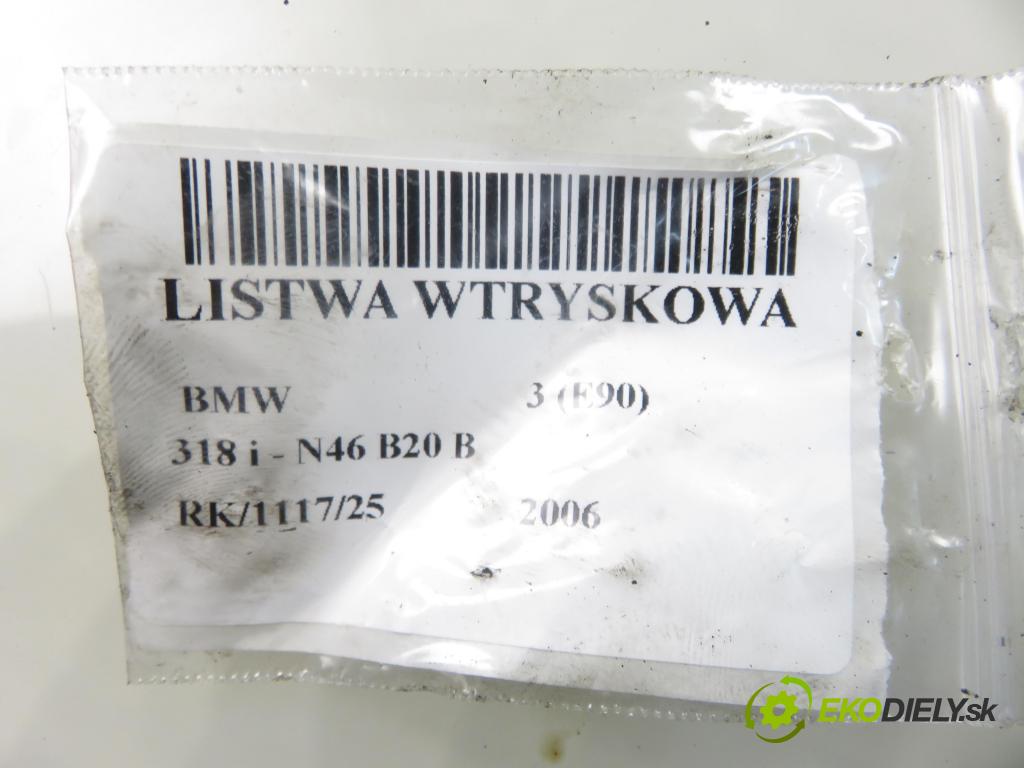 LISTWA WTRYSKOWA
BMW 3 (E90)
318 i - N46 B20 B
RK/1117/25 2006
EKODIELY.sk